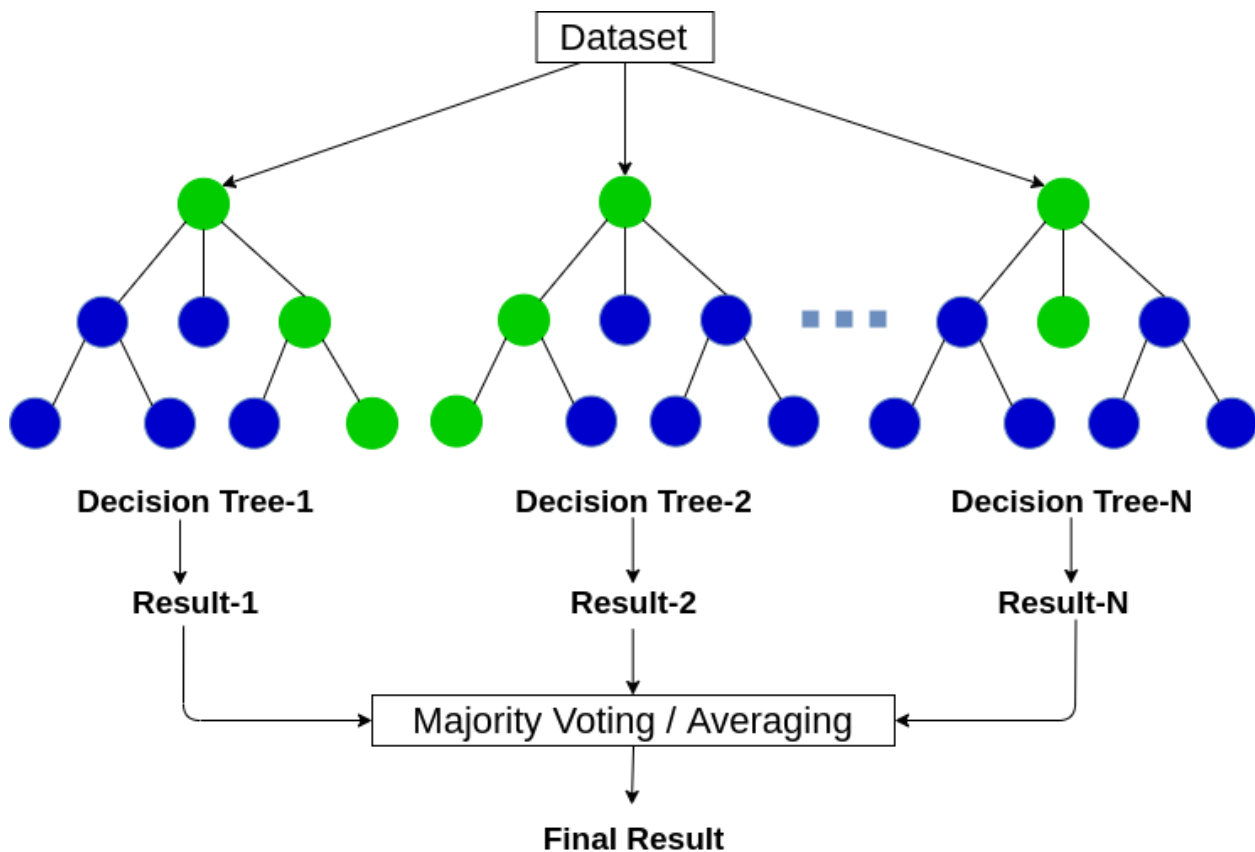 Dataset
Decision Tree-1
Decision Tree-2
Decision Tree-N
Result-1
Result-2
Result-N
Majority Voting / Averaging
Final Result